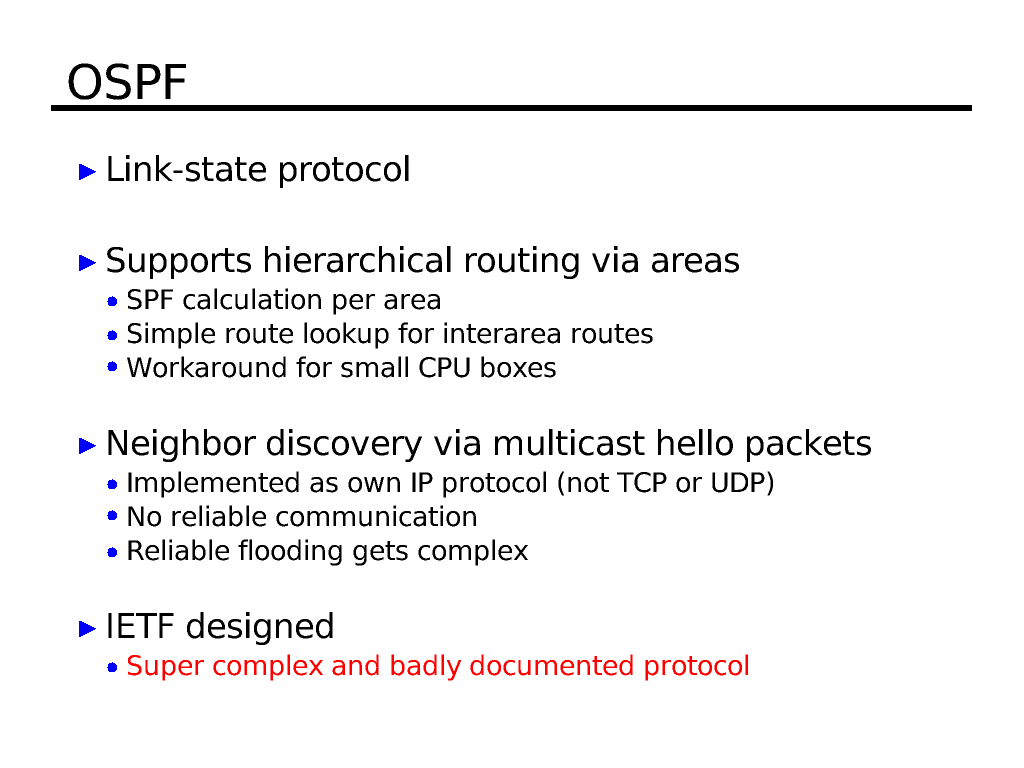 OSPF
Link-state protocol
Supports hierarchical routing via areas
SPF calculation per area
Simple route lookup for interarea routes
Workaround for small CPU boxes
Neighbor discovery via multicast hello packets
Implemented as own IP protocol (not TCP or UDP)
No reliable communication
Reliable flooding gets complex
IETF designed
Super complex and badly documented protocol